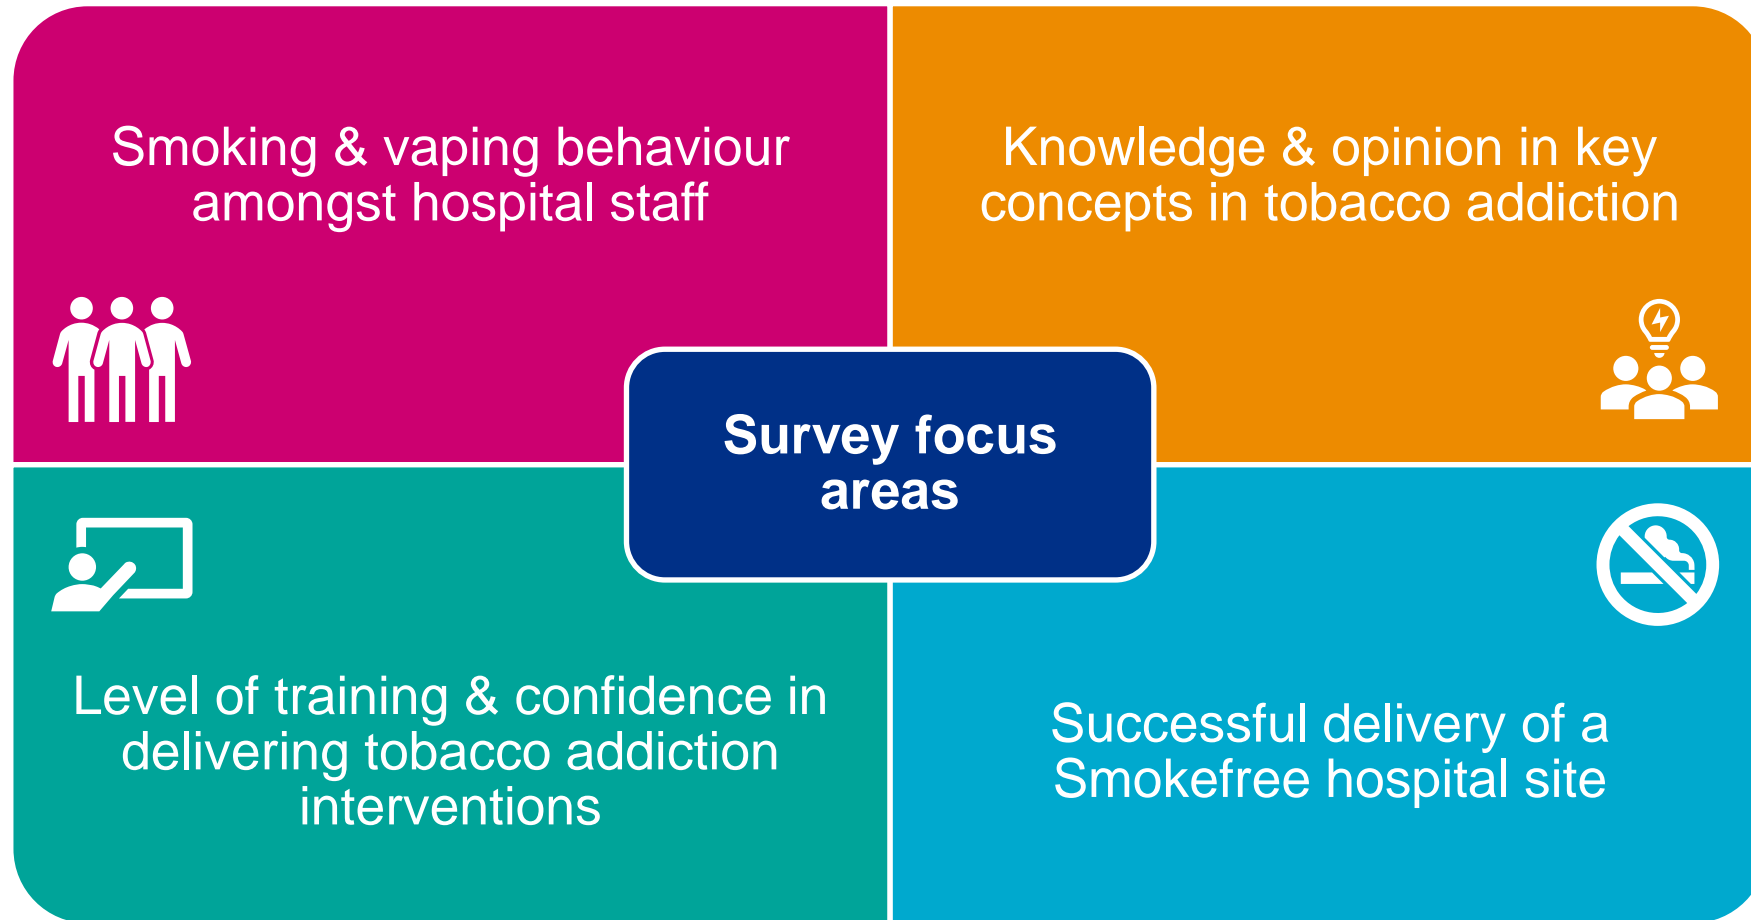 Smoking & vaping behaviour
amongst hospital staff
Knowledge & opinion in key
concepts in tobacco addiction
Survey focus
areas
Level of training & confidence in
delivering tobacco addiction
interventions
Successful delivery of a
Smokefree hospital site